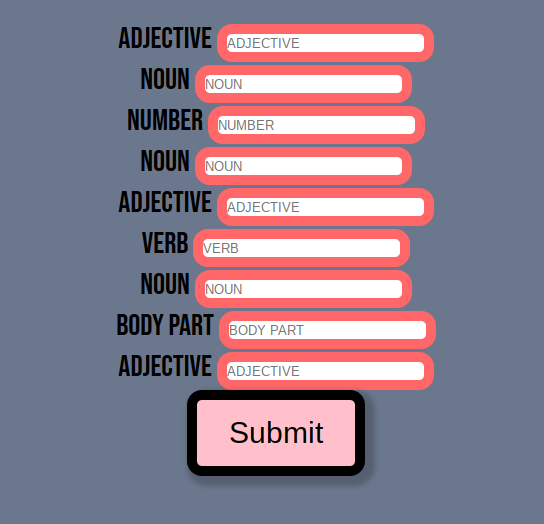 ADJECTIVE ADJECTIVE
NOUN NOUN
NUMBER NUMBER
NOUN NOUN
ADJECTIVE ADJECTIVE
VERB VERB
NOUN NOUN
BODY PART BODY PART
ADJECTIVE ADJECTIVE
Submit